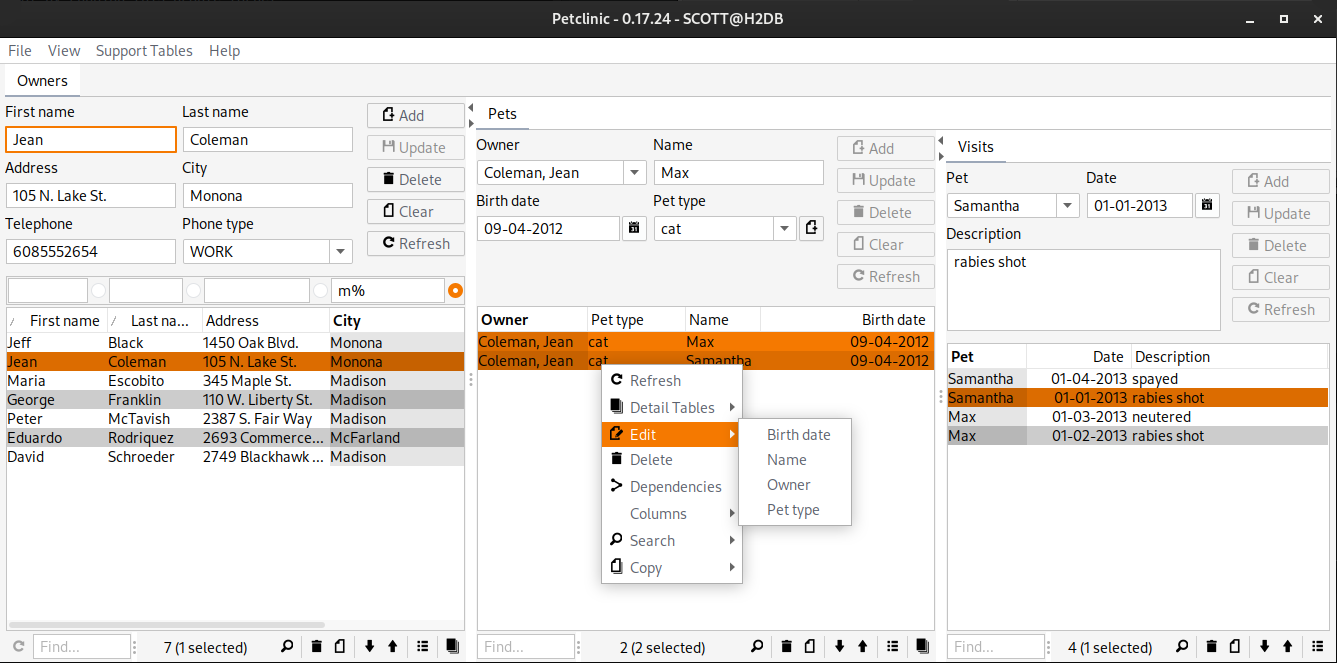 Petclinic - 0.17.24 - SCOTT@H2DB
File View Support Tables Help
Owners
First name Last name
Jean Coleman
Address City
105 N. Lake St. Monona
Telephone Phone type
6085552654 WORK
Add
Update
Delete
Clear
Refresh
m%
First name Last na... Address City
Jeff Black 1450 Oak Blvd. Monona
Jean Coleman 105 N. Lake St. Monona
Maria Escobito 345 Maple St. Madison
George Franklin 110 W. Liberty St. Madison
Peter McTavish 2387 S. Fair Way Madison
Eduardo Rodriquez 2693 Commerce... McFarland
David Schroeder 2749 Blackhawk ... Madison
Find... 7 (1 selected)
Pets
Owner Name
Coleman, Jean Max
Birth date Pet type
09-04-2012 31 cat
Add
Update
Delete
Clear
Refresh
Owner Pet type Name Birth date
Coleman, Jean cat Max 09-04-2012
Coleman, Jean cat Samantha 09-04-2012
Refresh
Detail Tables
Edit
Delete
Dependencies
Columns
Search
Copy
Birth date
Name
Owner
Pet type
Find... 2 (2 selected)
Visits
Pet Date
Samantha 01-01-2013 31
Description
rabies shot
Add
Update
Delete
Clear
Refresh
Pet Date Description
Samantha 01-04-2013 spayed
Samantha 01-01-2013 rabies shot
Max 01-03-2013 neutered
Max 01-02-2013 rabies shot
Find... 4 (1 selected)